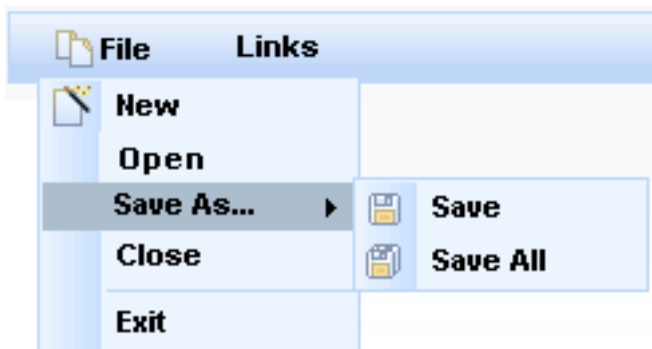 File Links
New
Open
Save As...
Save
Close
Save All
Exit